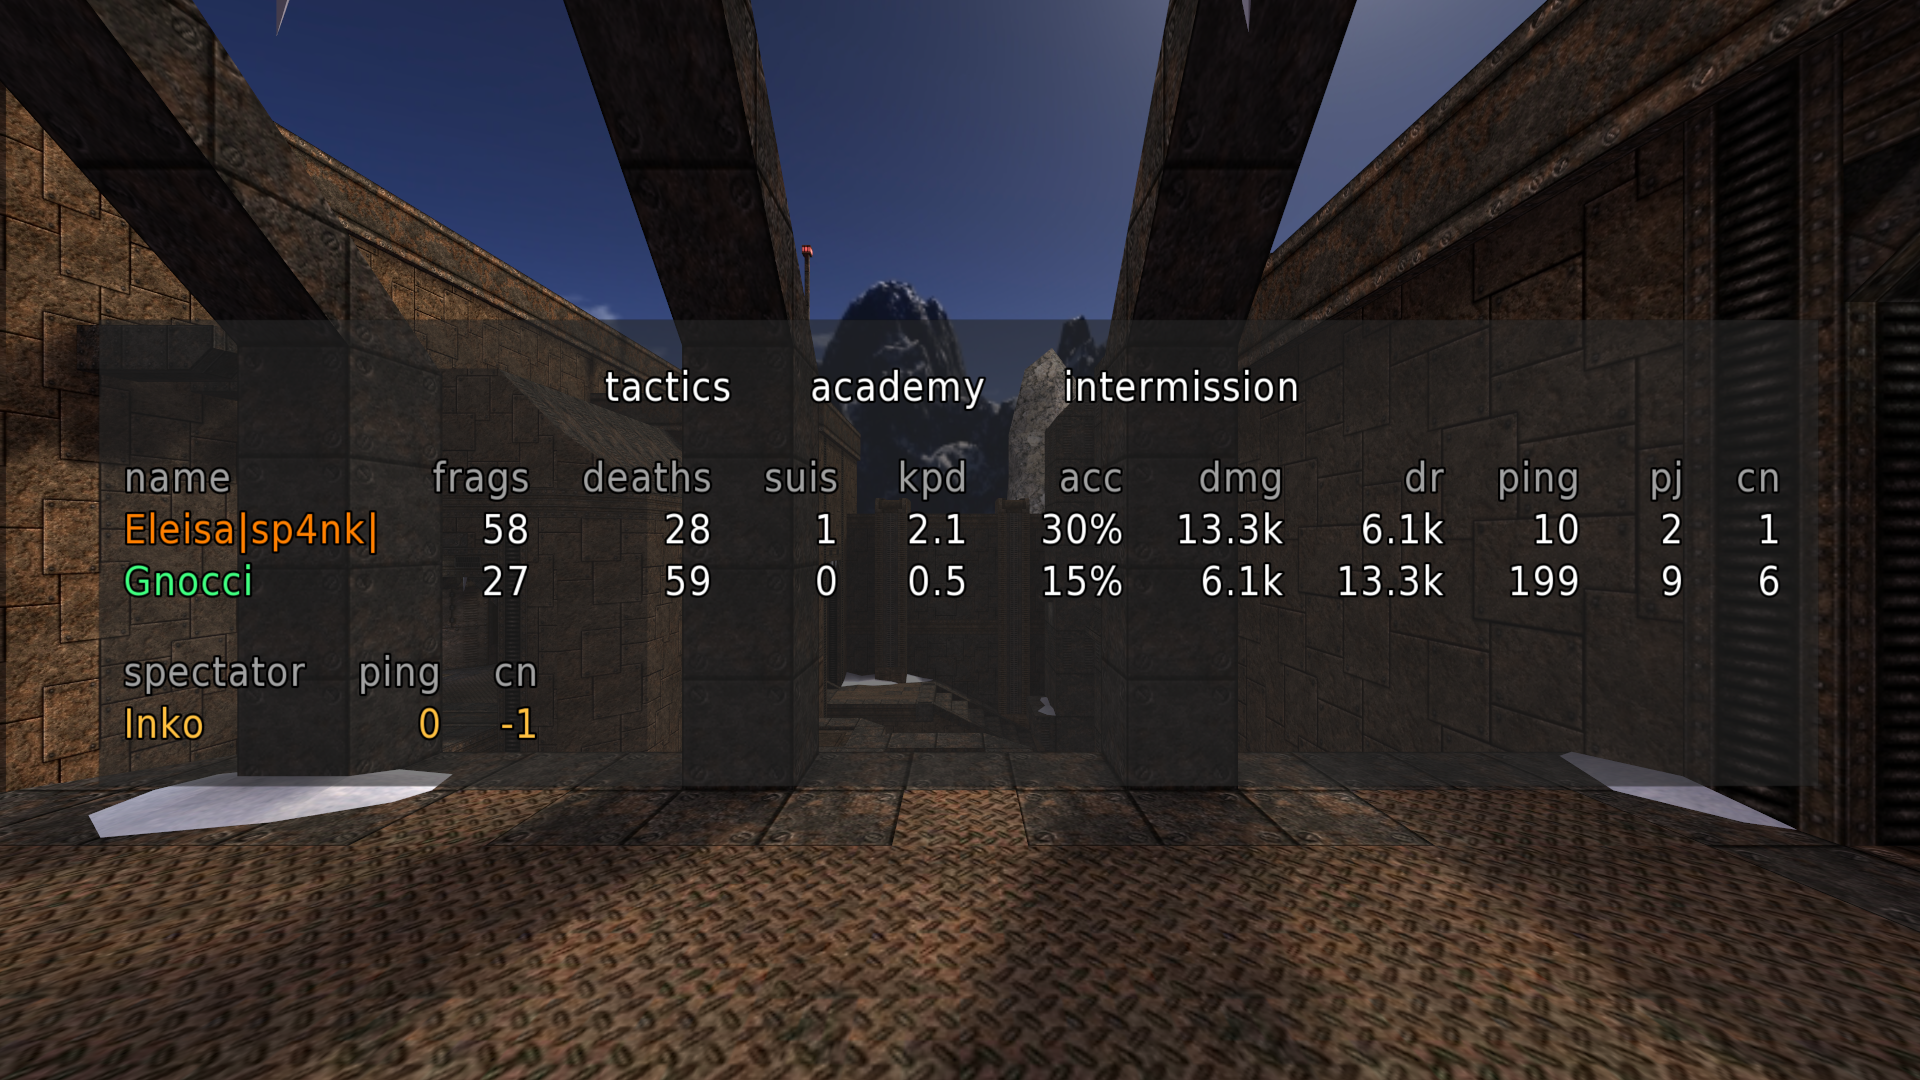 tactics academy intermission
name frags deaths suis kpd acc dmg dr ping pj cn
Eleisa|sp4nk| 58 28 1 2.1 30% 13.3k 6.1k 10 2 1
Gnocci 27 59 0 0.5 15% 6.1k 13.3k 199 9 6
spectator ping cn
Inko 0 -1